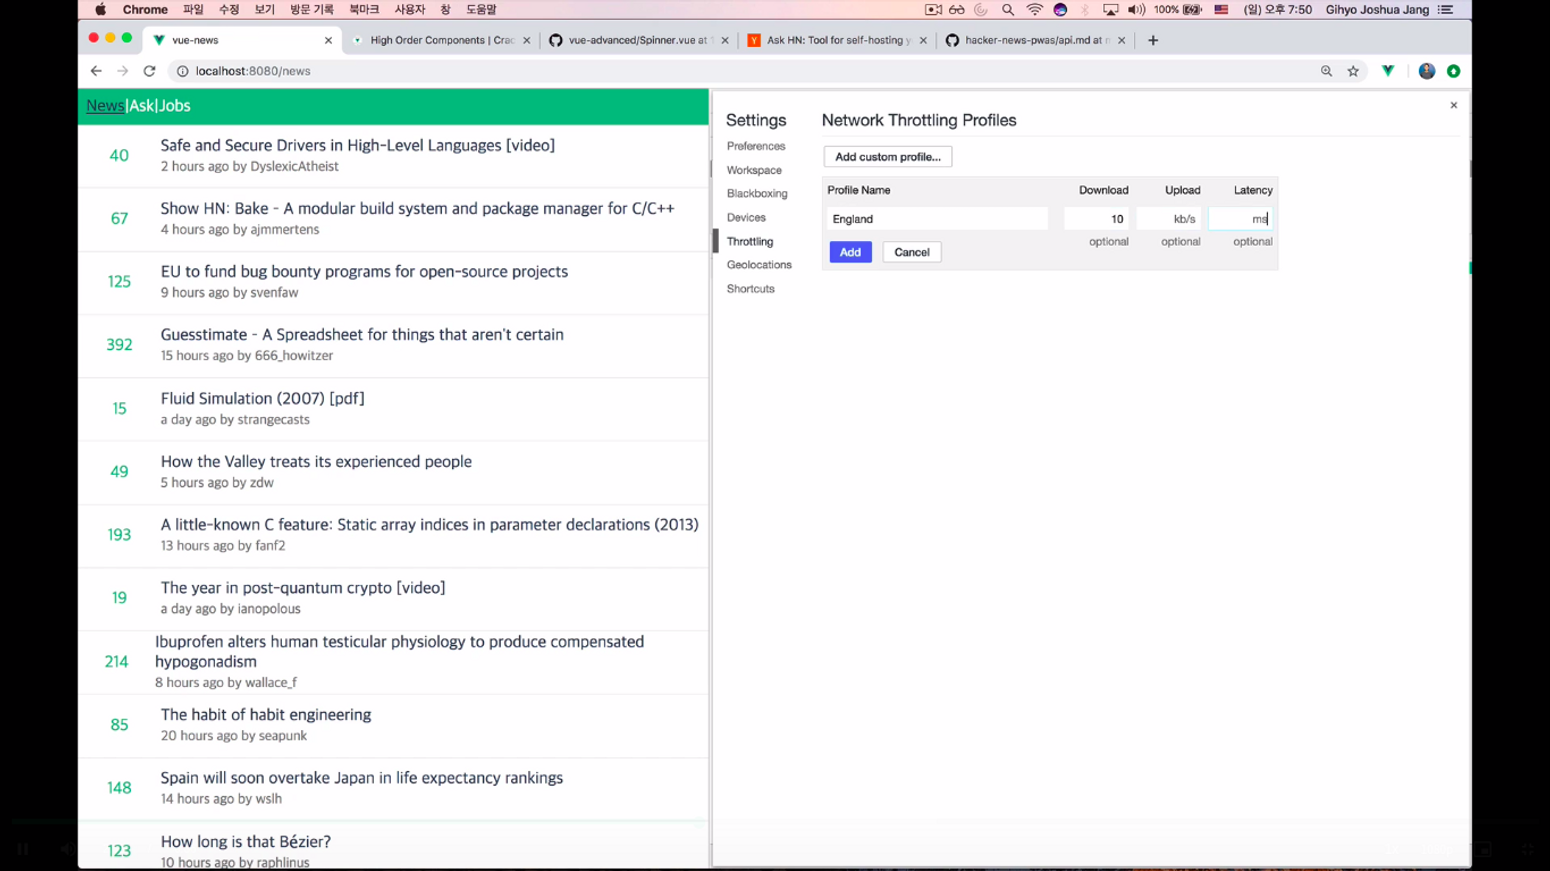 Chrome 파일 수정 보기 방문 기록 북마크 사용자 창 도움말 100% (일) 오후 7:50 Gihyo Joshua Jang
vue-news High Order Components | Crac vue-advanced/Spinner.vue at Ask HN: Tool for self-hosting y hacker-news-pwas/api.md at
localhost:8080/news
News|Ask|Jobs
40
Safe and Secure Drivers in High-Level Languages [video]
2 hours ago by DyslexicAtheist
67
Show HN: Bake - A modular build system and package manager for C/C++
4 hours ago by ajmmertens
125
EU to fund bug bounty programs for open-source projects
9 hours ago by svenfaw
392
Guesstimate - A Spreadsheet for things that aren't certain
15 hours ago by 666_howitzer
15
Fluid Simulation (2007) [pdf]
a day ago by strangecasts
49
How the Valley treats its experienced people
5 hours ago by zdw
193
A little-known C feature: Static array indices in parameter declarations (2013)
13 hours ago by fanf2
19
The year in post-quantum crypto [video]
a day ago by ianopolous
214
Ibuprofen alters human testicular physiology to produce compensated
hypogonadism
8 hours ago by wallace_f
85
The habit of habit engineering
20 hours ago by seapunk
148
Spain will soon overtake Japan in life expectancy rankings
14 hours ago by wslh
123
How long is that Bézier?
10 hours ago by raphlinus
Settings
Preferences
Workspace
Blackboxing
Devices
Throttling
Geolocations
Shortcuts
Network Throttling Profiles
Add custom profile...
Profile Name Download Upload Latency
England 10 kb/s ms
optional optional optional
Add Cancel